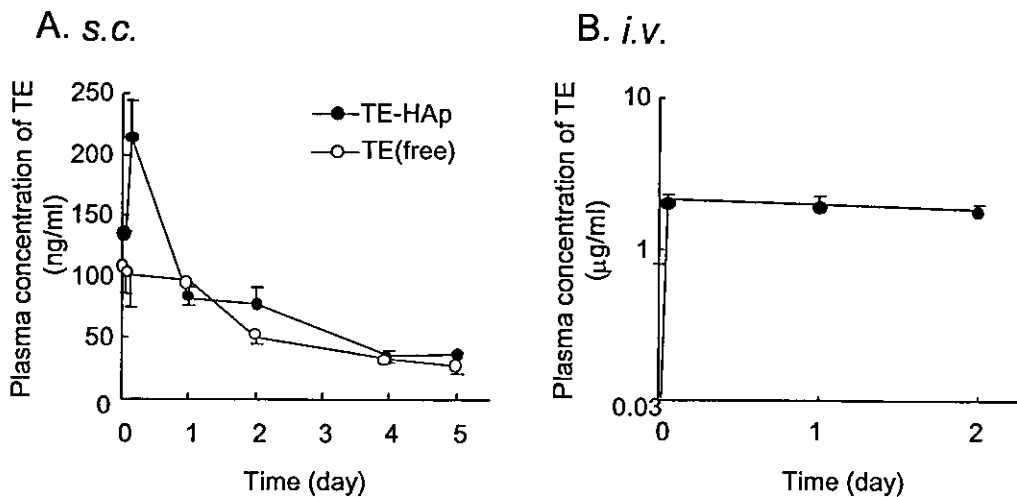 A. s.c.
Plasma concentration of TE
(ng/ml)
250
200
150
100
50
0
TE-HAp
TE(free)
0 1 2 3 4 5
Time (day)
B. i.v.
Plasma concentration of TE
(μg/ml)
10
1
0.03
0 1 2
Time (day)